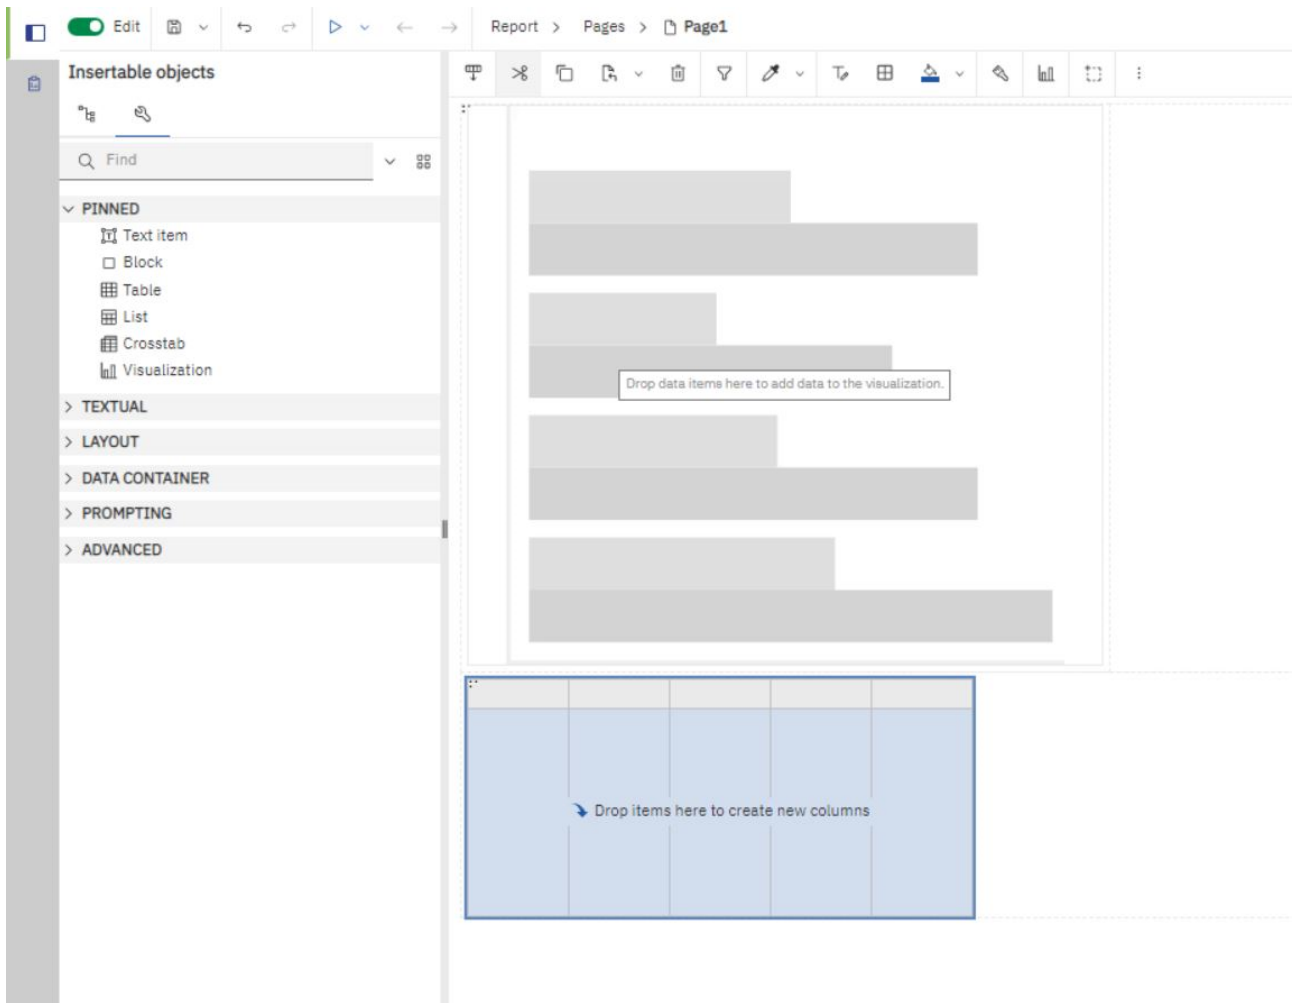 Edit
Report > Pages > Page1
Insertable objects
Find
PINNED
Text item
Block
Table
List
Crosstab
Visualization
TEXTUAL
LAYOUT
DATA CONTAINER
PROMPTING
ADVANCED
Drop data items here to add data to the visualization.
Drop items here to create new columns